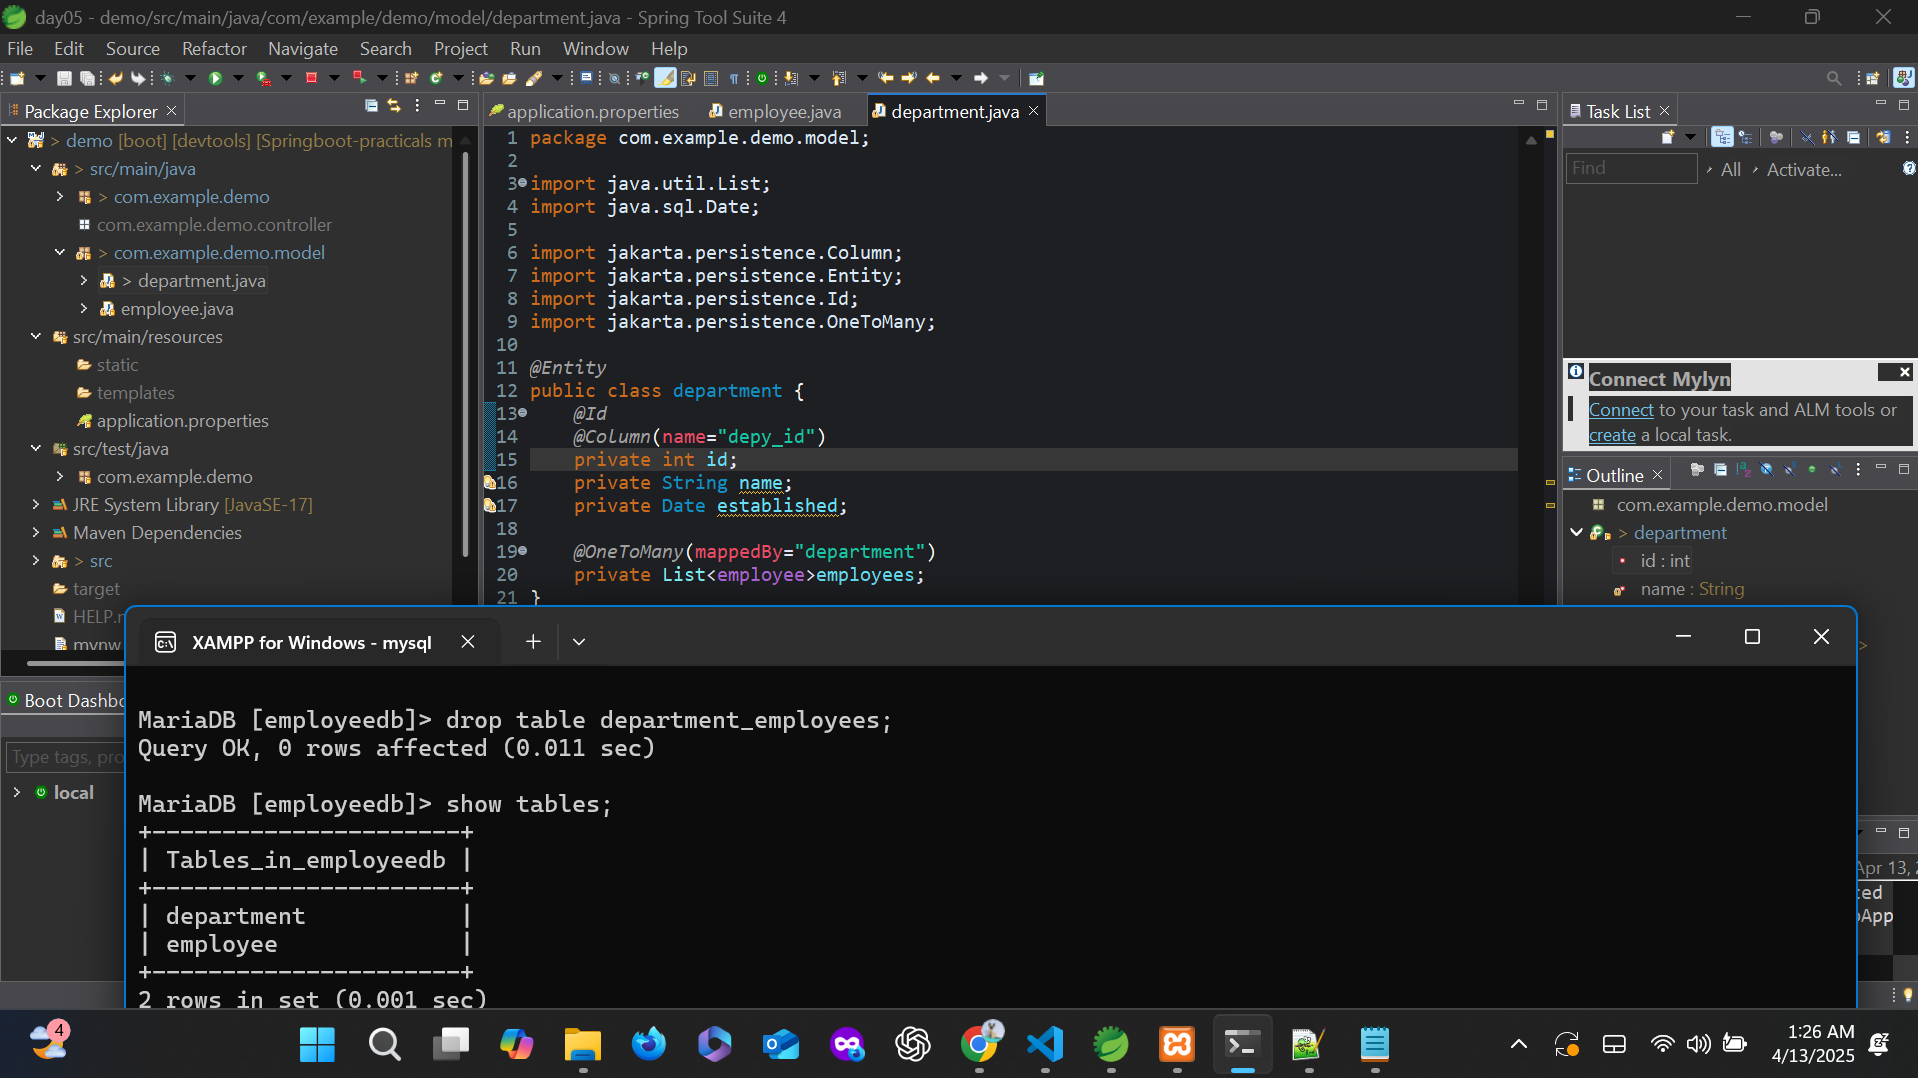 day05 - demo/src/main/java/com/example/demo/model/department.java - Spring Tool Suite 4
File Edit Source Refactor Navigate Search Project Run Window Help
Package Explorer
demo [boot] [devtools] [Springboot-practicals m
> src/main/java
> com.example.demo
com.example.demo.controller
> com.example.demo.model
> department.java
employee.java
src/main/resources
static
templates
application.properties
src/test/java
com.example.demo
JRE System Library [JavaSE-17]
Maven Dependencies
> src
target
HELP.
mvnw
Boot Dashbo
Type tags, pro
local
application.properties employee.java department.java
1 package com.example.demo.model;
2
3 import java.util.List;
4 import java.sql.Date;
5
6 import jakarta.persistence.Column;
7 import jakarta.persistence.Entity;
8 import jakarta.persistence.Id;
9 import jakarta.persistence.OneToMany;
10
11 @Entity
12 public class department {
13 @Id
14 @Column(name="depy_id")
15 private int id;
16 private String name;
17 private Date established;
18
19 @OneToMany(mappedBy="department")
20 private List<employee>employees;
21 }
Task List
Find All Activate...
Connect Mylyn
Connect to your task and ALM tools or
create a local task.
Outline
com.example.demo.model
> department
id : int
name : String
Apr 13, 2
ted
App
XAMPP for Windows - mysql
MariaDB [employeedb]> drop table department_employees;
Query OK, 0 rows affected (0.011 sec)
MariaDB [employeedb]> show tables;
+----------------------+
| Tables_in_employeedb |
+----------------------+
| department           |
| employee             |
+----------------------+
2 rows in set (0.001 sec)
4
1:26 AM
4/13/2025